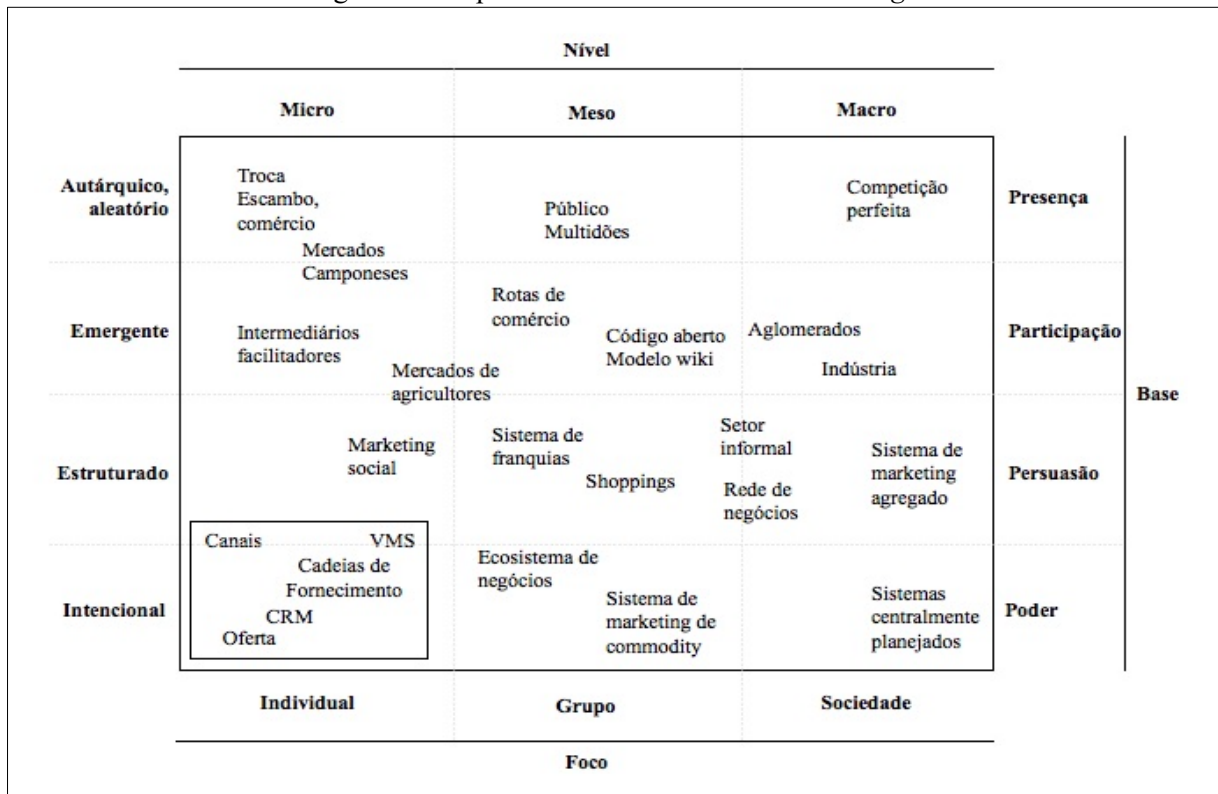 Nível
Micro
Meso
Macro
Autárquico,
aleatório
Troca
Escambo,
comércio
Mercados
Camponeses
Público
Multidões
Competição
perfeita
Presença
Emergente
Intermediários
facilitadores
Mercados de
agricultores
Rotas de
comércio
Código aberto
Modelo wiki
Aglomerados
Indústria
Participação
Base
Estruturado
Marketing
social
Sistema de
franquias
Shoppings
Setor
informal
Rede de
negócios
Sistema de
marketing
agregado
Persuasão
Intencional
Canais
VMS
Cadeias de
Fornecimento
CRM
Oferta
Ecosistema de
negócios
Sistema de
marketing de
commodity
Sistemas
centralmente
planejados
Poder
Individual
Grupo
Sociedade
Foco